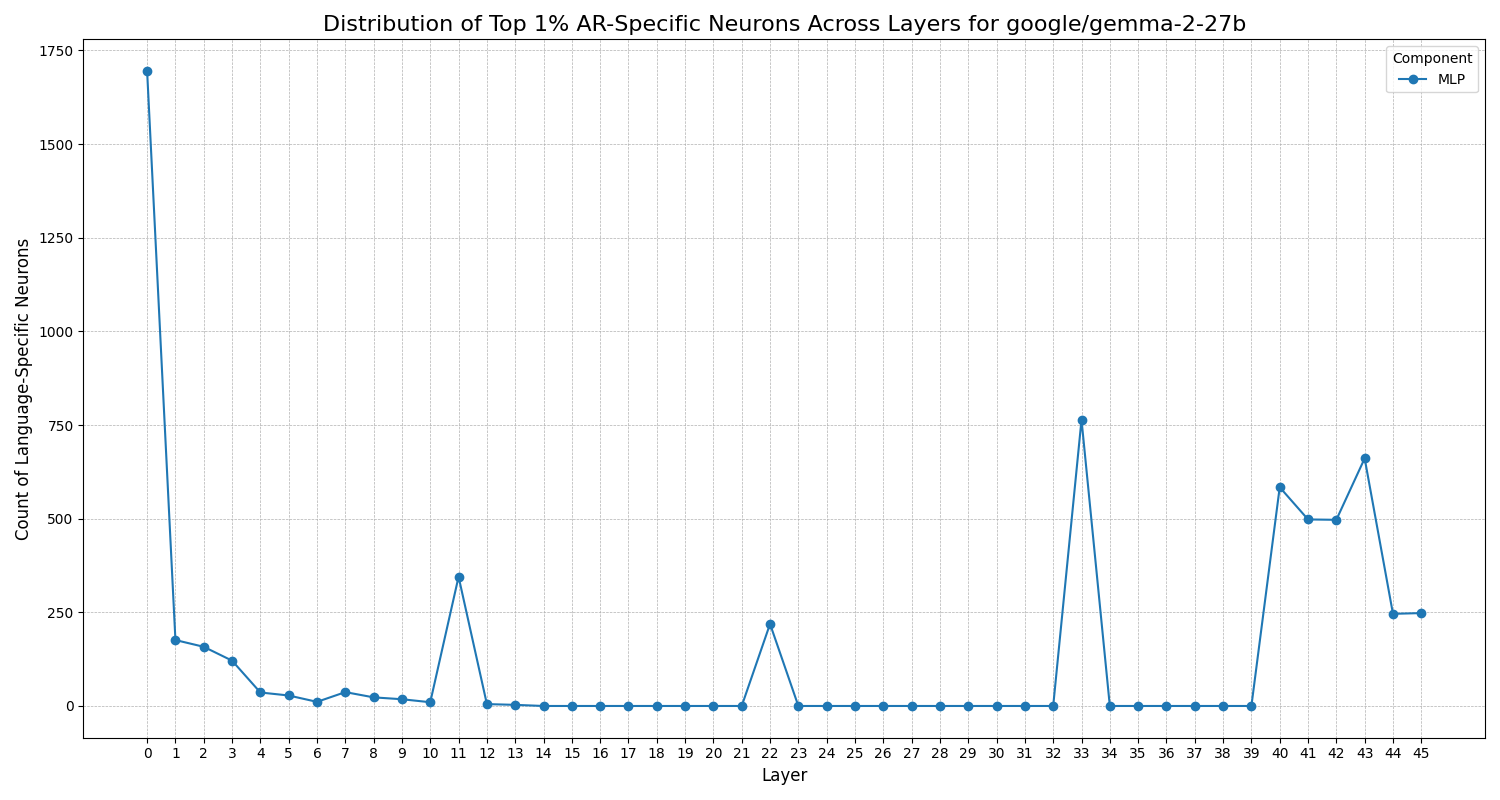 Distribution of Top 1% AR-Specific Neurons Across Layers for google/gemma-2-27b
Component
MLP
Count of Language-Specific Neurons
1750
1500
1250
1000
750
500
250
0
0 1 2 3 4 5 6 7 8 9 10 11 12 13 14 15 16 17 18 19 20 21 22 23 24 25 26 27 28 29 30 31 32 33 34 35 36 37 38 39 40 41 42 43 44 45
Layer